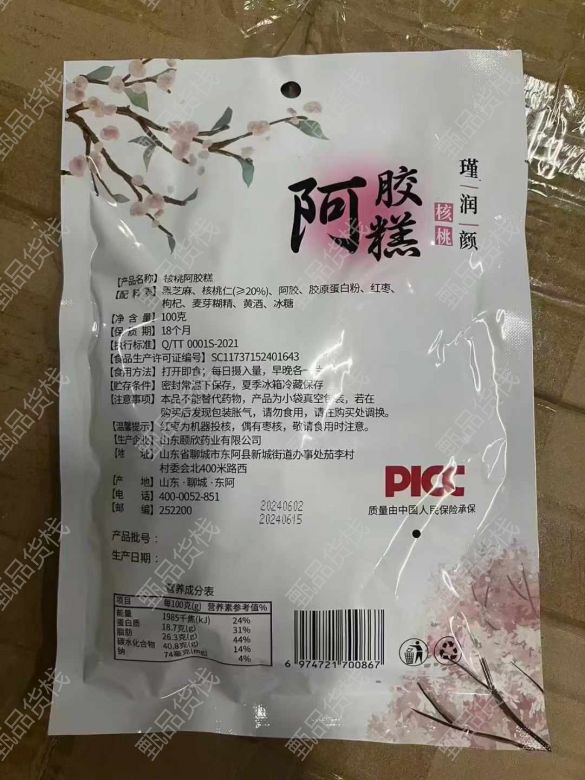 阿胶糕
核桃
瑾润颜
【产品名称】核桃阿胶糕
【配料表】黑芝麻、核桃仁(≥20%)、阿胶、胶原蛋白粉、红枣、
枸杞、麦芽糊精、黄酒、冰糖
【净含量】100克
【保质期】18个月
【执行标准】Q/TT 0001S-2021
【食品生产许可证编号】SC11737152401643
【食用方法】打开即食；每日摄入量，早晚各一片
【贮存条件】密封常温下保存，夏季冰箱冷藏保存
【注意事项】本品不能替代药物，产品为小袋真空包装，若在
购买后发现包装胀气，请勿食用，请在购买处调换。
【温馨提示】红枣为机器投核，偶有枣核，敬请食用时注意。
【生产企业】山东颐欣药业有限公司
【地 址】山东省聊城市东阿县新城街道办事处茄李村
村委会北400米路西
【产 地】山东·聊城·东阿
【电 话】400-0052-851
【邮 编】252200
20240602
20240615
产品批号：
生产日期：
PICC
质量由中国人民保险承保
营养成分表
项目 每100克(g) 营养素参考值%
能量 1985千焦(kJ) 24%
蛋白质 18.7克(g) 31%
脂肪 26.3克(g) 44%
碳水化合物 40.8克(g) 14%
钠 74毫克(mg) 4%
6 974721 700867
甄品货栈